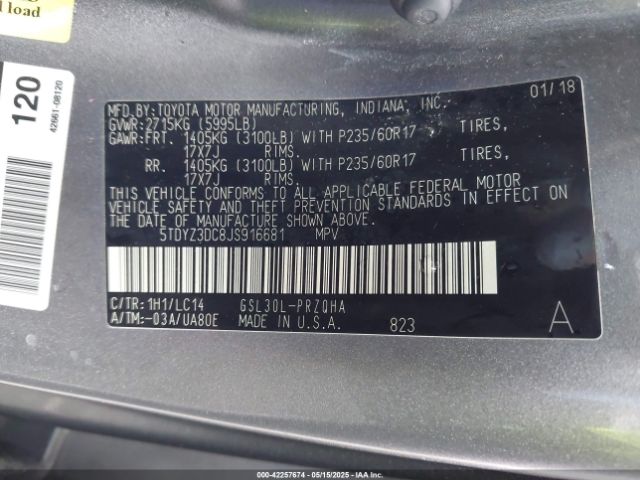 l load
120
42661-08120
MFD. BY: TOYOTA MOTOR MANUFACTURING, INDIANA, INC. 01/18
GVWR: 2715KG (5995LB)
GAWR: FRT. 1405KG (3100LB) WITH P235/60R17 TIRES,
17X7J RIMS.
RR. 1405KG (3100LB) WITH P235/60R17 TIRES,
17X7J RIMS.
THIS VEHICLE CONFORMS TO ALL APPLICABLE FEDERAL MOTOR
VEHICLE SAFETY AND THEFT PREVENTION STANDARDS IN EFFECT ON
THE DATE OF MANUFACTURE SHOWN ABOVE.
5TDYZ3DC8JS916681 MPV
C/TR: 1H1/LC14 GSL30L-PRZQHA
A/TM:-03A/UA80E MADE IN U.S.A. 823 A
000-42257674 - 05/15/2025 - IAA Inc.